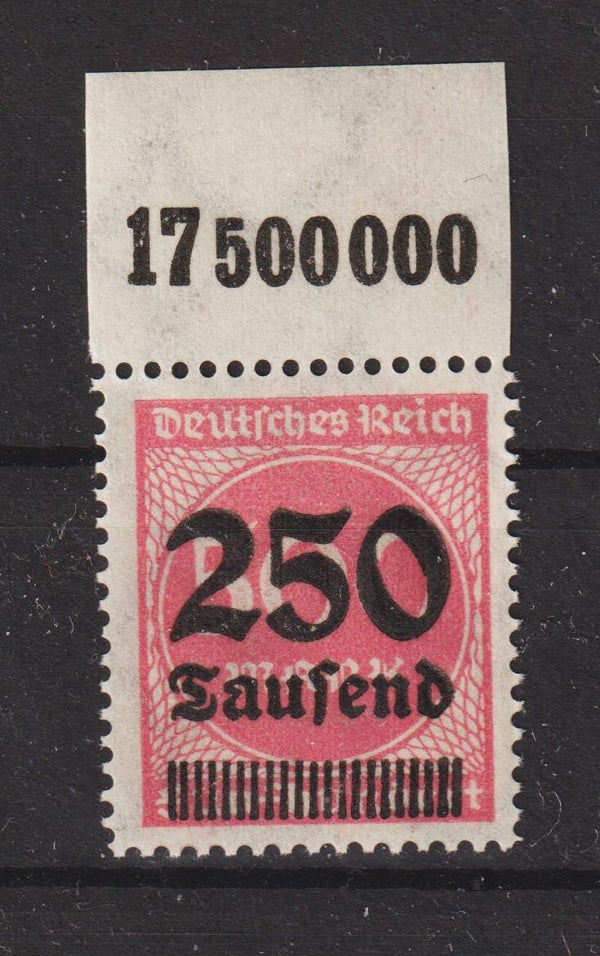 17500000
Deutsches Reich
250
Tausend